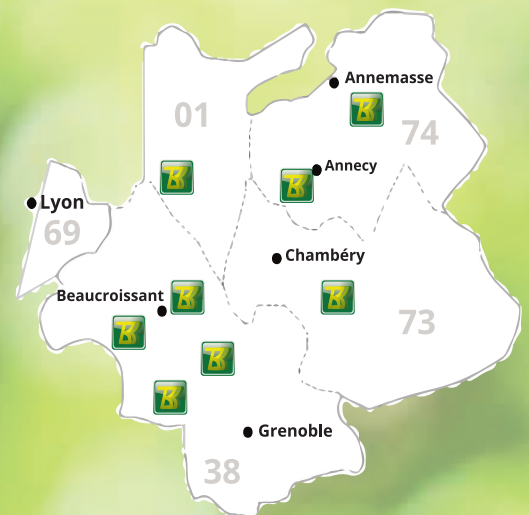 Annemasse
01
74
Annecy
Lyon
69
Chambéry
Beaucroissant
73
Grenoble
38